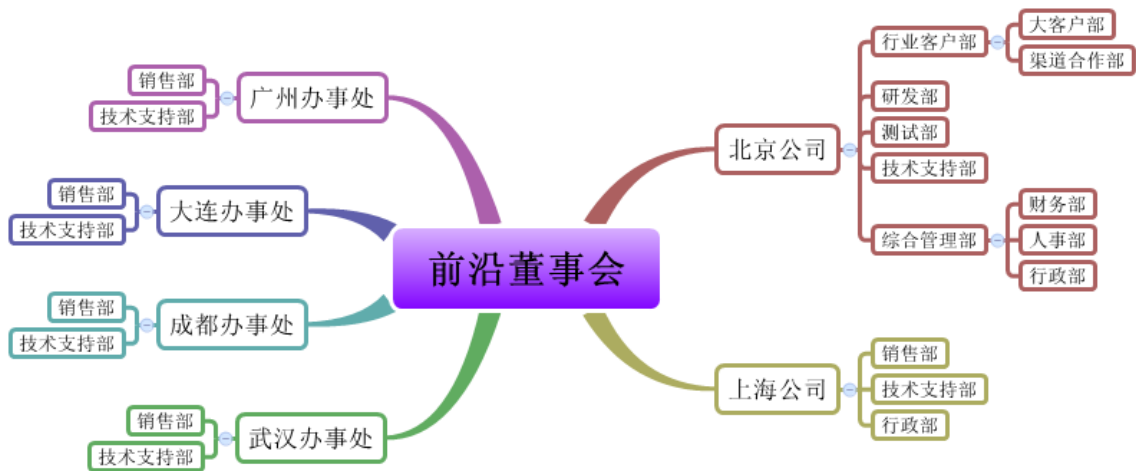 前沿董事会
北京公司
行业客户部
大客户部
渠道合作部
研发部
测试部
技术支持部
综合管理部
财务部
人事部
行政部
上海公司
销售部
技术支持部
行政部
广州办事处
销售部
技术支持部
大连办事处
销售部
技术支持部
成都办事处
销售部
技术支持部
武汉办事处
销售部
技术支持部